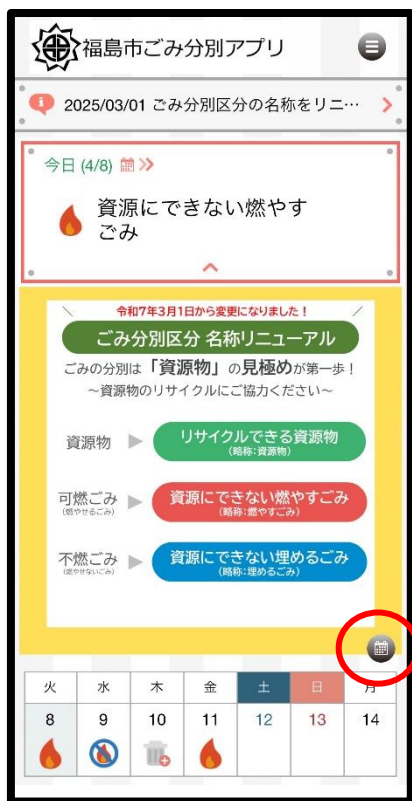 福島市ごみ分別アプリ
2025/03/01 ごみ分別区分の名称をリニ…
今日 (4/8)
資源にできない燃やす
ごみ
令和7年3月1日から変更になりました！
ごみ分別区分 名称リニューアル
ごみの分別は「資源物」の見極めが第一歩！
～資源物のリサイクルにご協力ください～
資源物
リサイクルできる資源物
(略称:資源物)
可燃ごみ
(燃やせるごみ)
資源にできない燃やすごみ
(略称:燃やすごみ)
不燃ごみ
(燃やせないごみ)
資源にできない埋めるごみ
(略称:埋めるごみ)
火 水 木 金 土 日 月
8 9 10 11 12 13 14